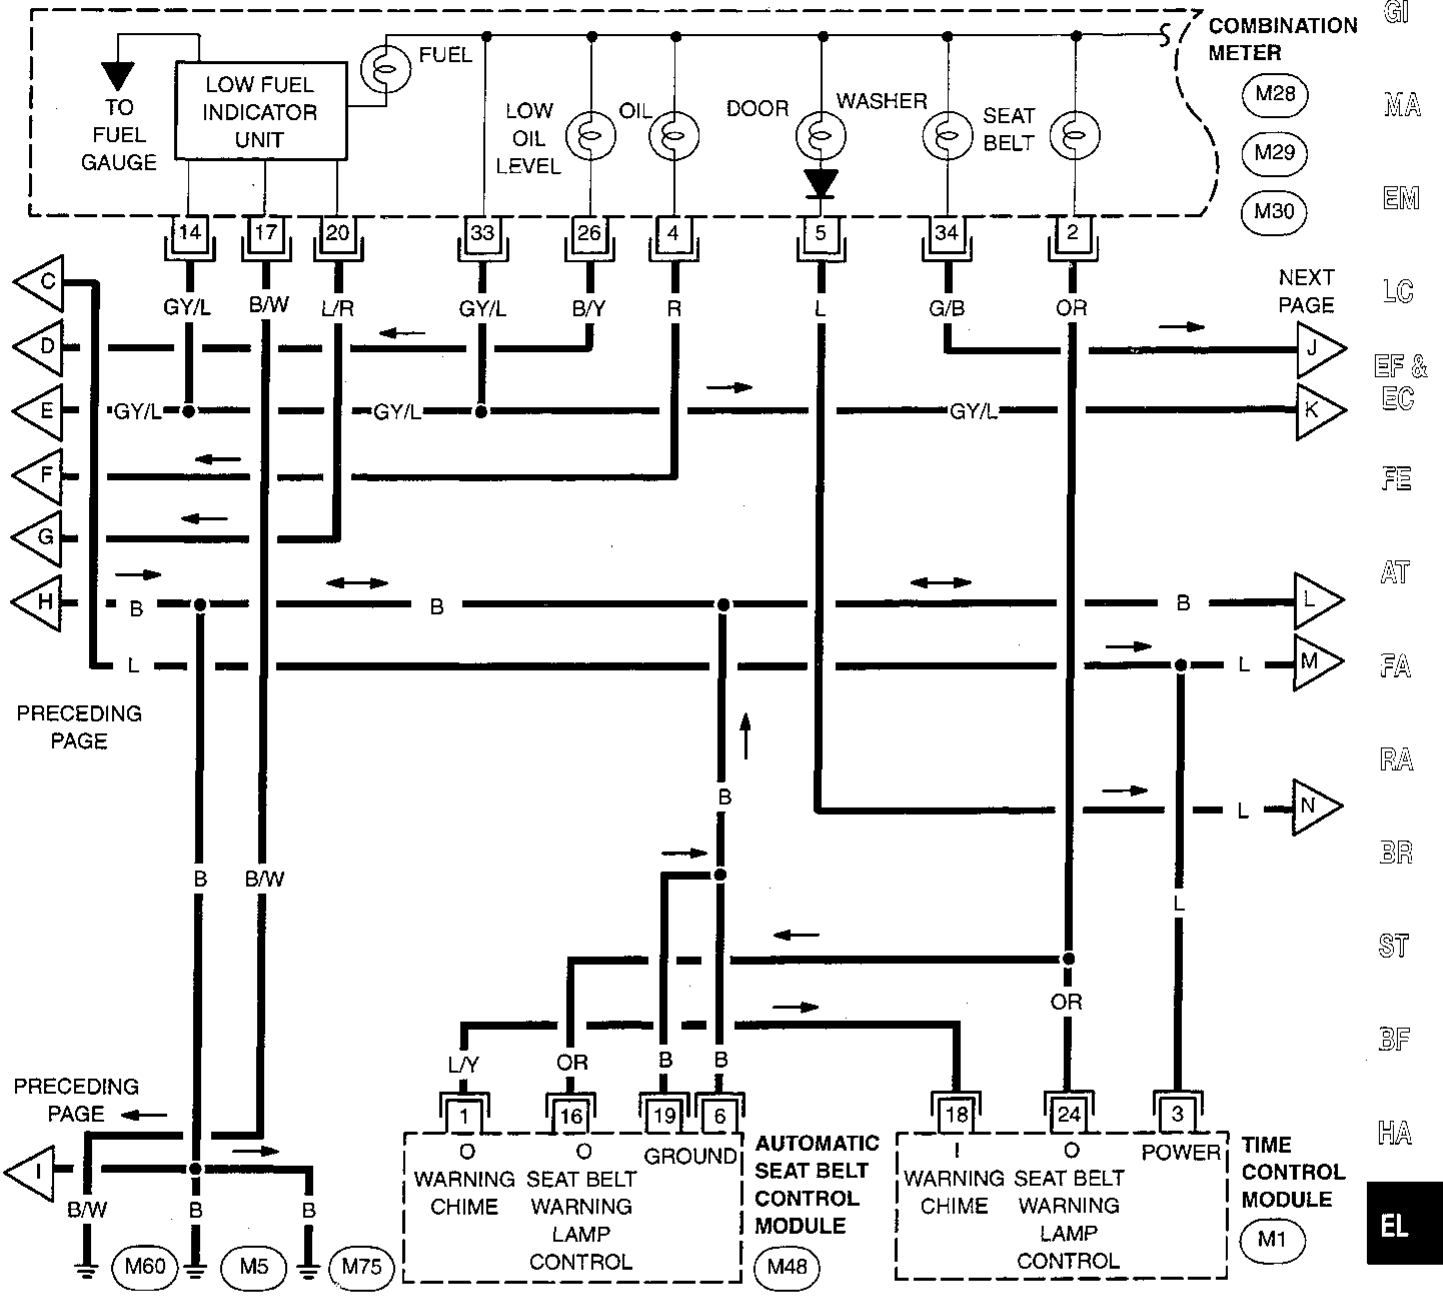 GI
COMBINATION
METER
M28
M29
M30
MA
EM
LC
EF &
EC
FE
AT
FA
RA
BR
ST
BF
HA
EL
TO
FUEL
GAUGE
LOW FUEL
INDICATOR
UNIT
FUEL
LOW
OIL
LEVEL
OIL
DOOR
WASHER
SEAT
BELT
14 17 20 33 26 4 5 34 2
GY/L B/W L/R GY/L B/Y R L G/B OR
NEXT
PAGE
C
D
J
E GY/L GY/L GY/L K
F
G
H B B B L
L L M
PRECEDING
PAGE
B
L N
B B/W
L
OR
L/Y OR B B
PRECEDING
PAGE
1 16 19 6 18 24 3
I
B/W B B
M60 M5 M75
O O GROUND
WARNING
CHIME
SEAT BELT
WARNING
LAMP
CONTROL
AUTOMATIC
SEAT BELT
CONTROL
MODULE
M48
I O POWER
WARNING
CHIME
SEAT BELT
WARNING
LAMP
CONTROL
TIME
CONTROL
MODULE
M1